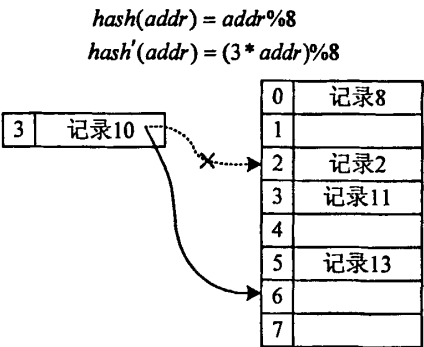 hash(addr) = addr%8
hash'(addr) = (3 * addr)%8
0 记录8
3 记录10
1
2 记录2
3 记录11
4
5 记录13
6
7